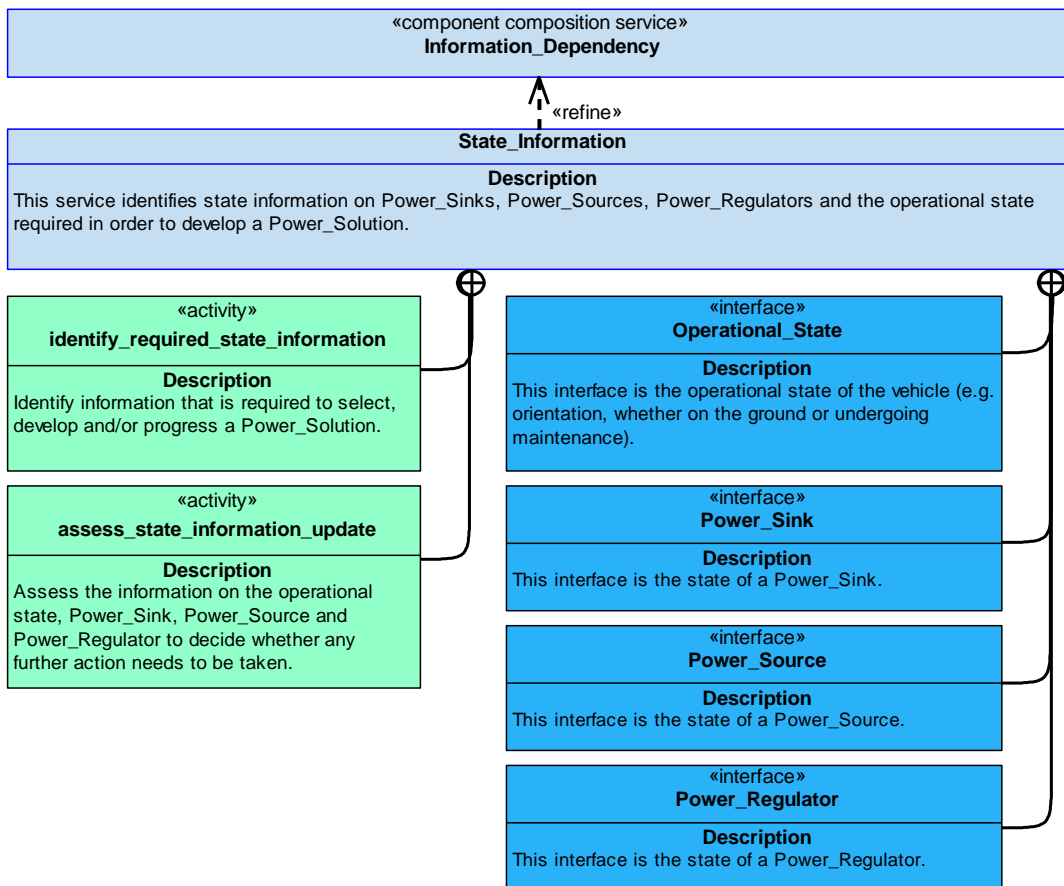 «component composition service»
Information_Dependency
«refine»
State_Information
Description
This service identifies state information on Power_Sinks, Power_Sources, Power_Regulators and the operational state
required in order to develop a Power_Solution.
«activity»
identify_required_state_information
Description
Identify information that is required to select,
develop and/or progress a Power_Solution.
«activity»
assess_state_information_update
Description
Assess the information on the operational
state, Power_Sink, Power_Source and
Power_Regulator to decide whether any
further action needs to be taken.
«interface»
Operational_State
Description
This interface is the operational state of the vehicle (e.g.
orientation, whether on the ground or undergoing
maintenance).
«interface»
Power_Sink
Description
This interface is the state of a Power_Sink.
«interface»
Power_Source
Description
This interface is the state of a Power_Source.
«interface»
Power_Regulator
Description
This interface is the state of a Power_Regulator.